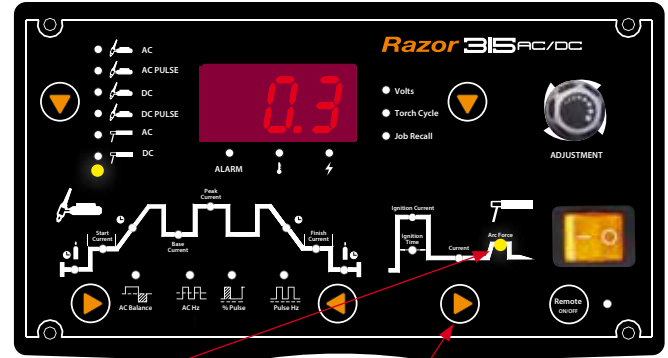 Razor 315 AC/DC
AC
AC PULSE
DC
DC PULSE
AC
DC
0.3
ALARM
Volts
Torch Cycle
Job Recall
ADJUSTMENT
Start
Current
Base
Current
Peak
Current
Finish
Current
AC Balance
AC Hz
% Pulse
Pulse Hz
Ignition Current
Ignition
Time
Current
Arc Force
Remote
ON/OFF